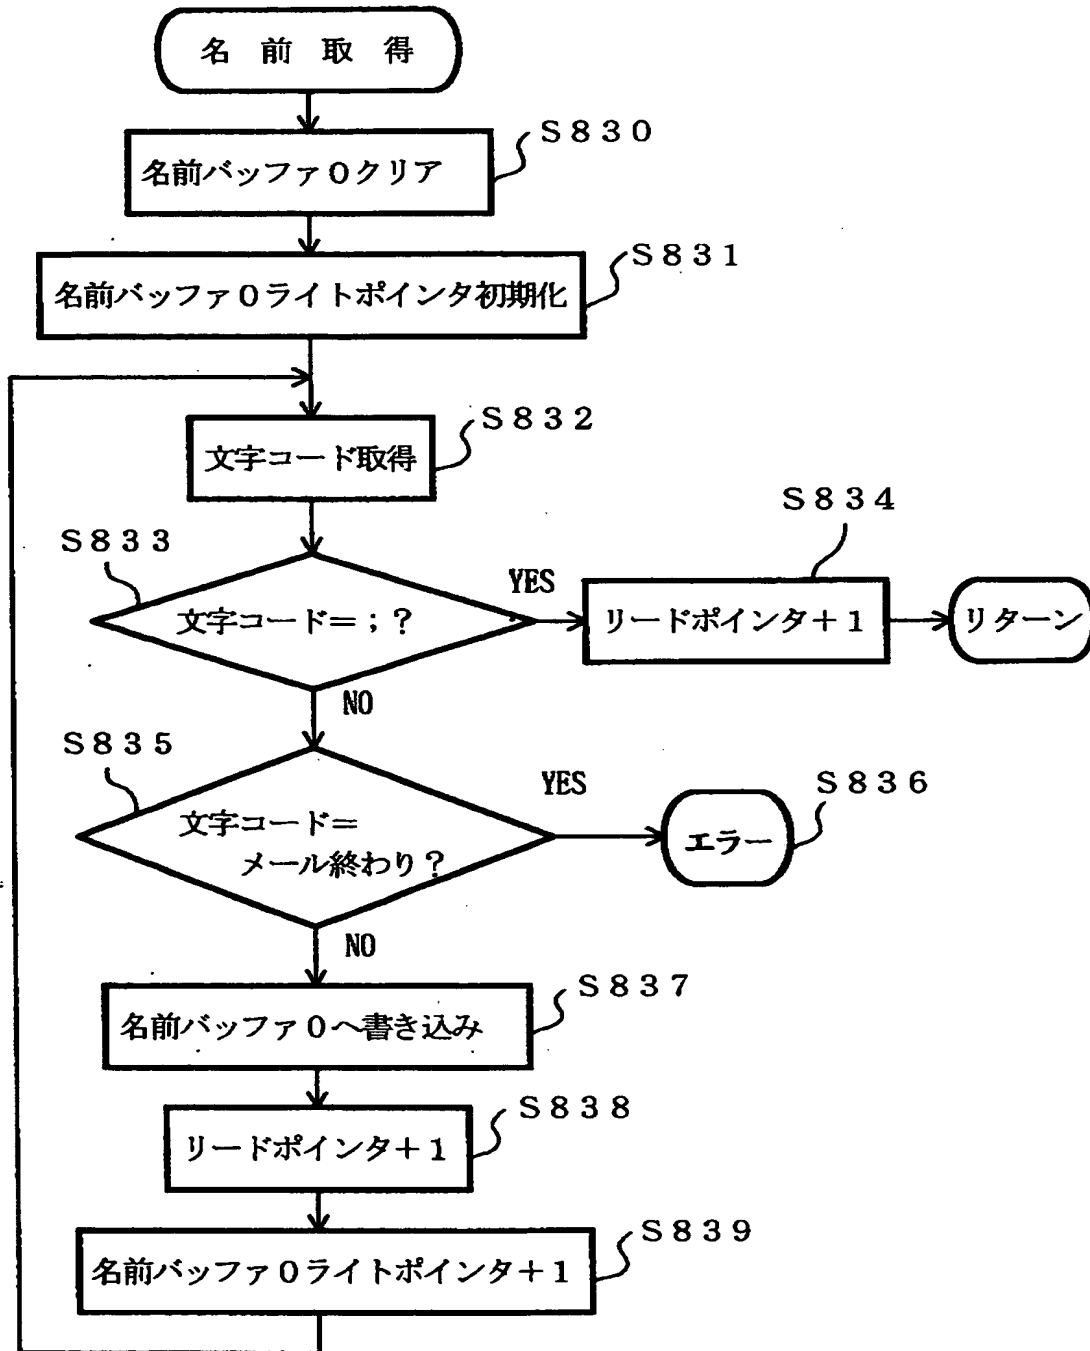 名前取得
S830
名前バッファ0クリア
S831
名前バッファ0ライトポインタ初期化
S832
文字コード取得
S833
文字コード=;?
YES
S834
リードポインタ+1
リターン
NO
S835
文字コード=
メール終わり?
YES
S836
エラー
NO
S837
名前バッファ0へ書き込み
S838
リードポインタ+1
S839
名前バッファ0ライトポインタ+1